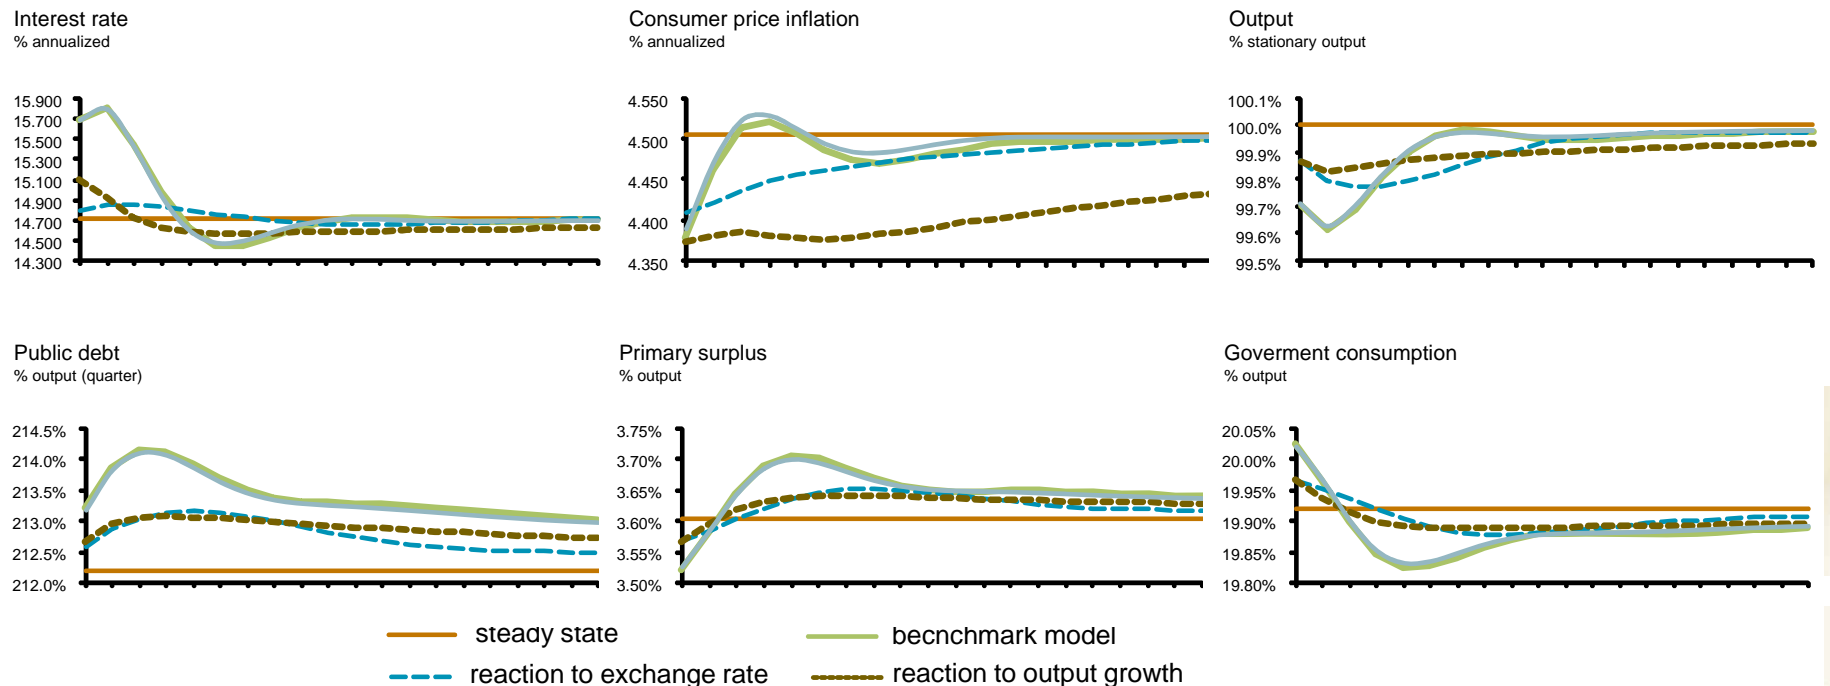 Interest rate
% annualized
15.900
15.700
15.500
15.300
15.100
14.900
14.700
14.500
14.300
Consumer price inflation
% annualized
4.550
4.500
4.450
4.400
4.350
Output
% stationary output
100.1%
100.0%
99.9%
99.8%
99.7%
99.6%
99.5%
Public debt
% output (quarter)
214.5%
214.0%
213.5%
213.0%
212.5%
212.0%
Primary surplus
% output
3.75%
3.70%
3.65%
3.60%
3.55%
3.50%
Goverment consumption
% output
20.05%
20.00%
19.95%
19.90%
19.85%
19.80%
steady state
becnchmark model
reaction to exchange rate
reaction to output growth